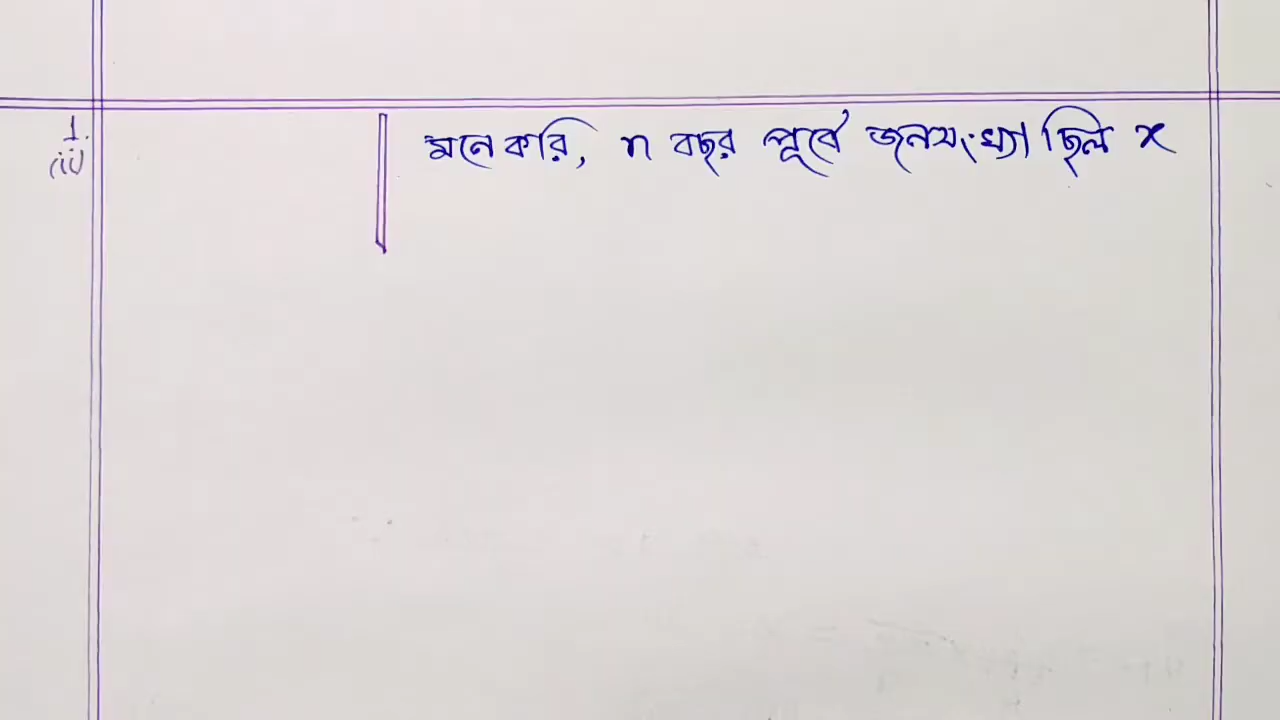 1.
(ii)
মনে করি, n বছর পূর্বে জনসংখ্যা ছিল x